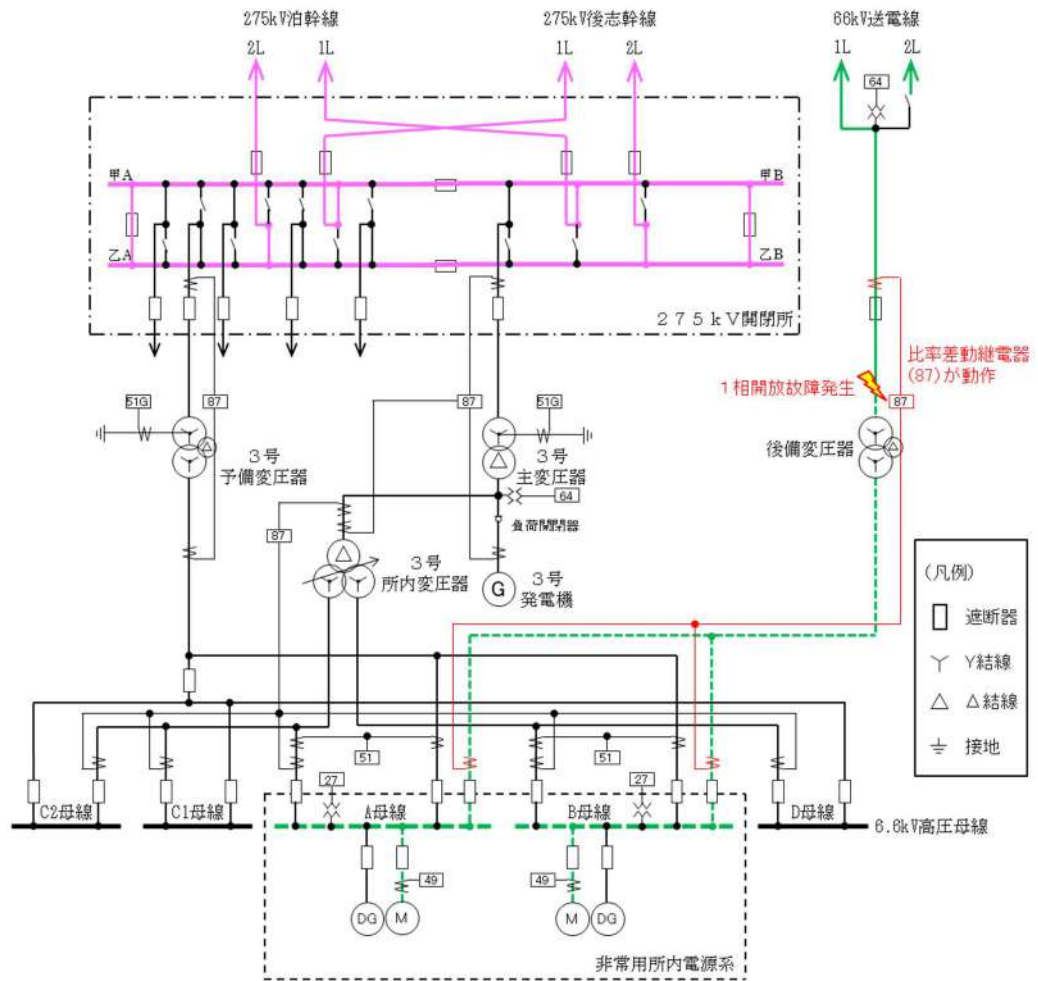 275kV泊幹線
275kV後志幹線
66kV送電線
2L
1L
1L
2L
1L
2L
64
甲A
甲B
乙A
乙B
275kV開閉所
比率差動継電器
(87)が動作
1相開放故障発生
87
51G
87
87
51G
3号
予備変圧器
3号
主変圧器
後備変圧器
64
87
負荷開閉器
3号
所内変圧器
G
3号
発電機
(凡例)
遮断器
Y結線
△結線
接地
51
51
27
27
C2母線
C1母線
A母線
B母線
D母線
6.6kV高圧母線
49
49
DG
M
M
DG
非常用所内電源系